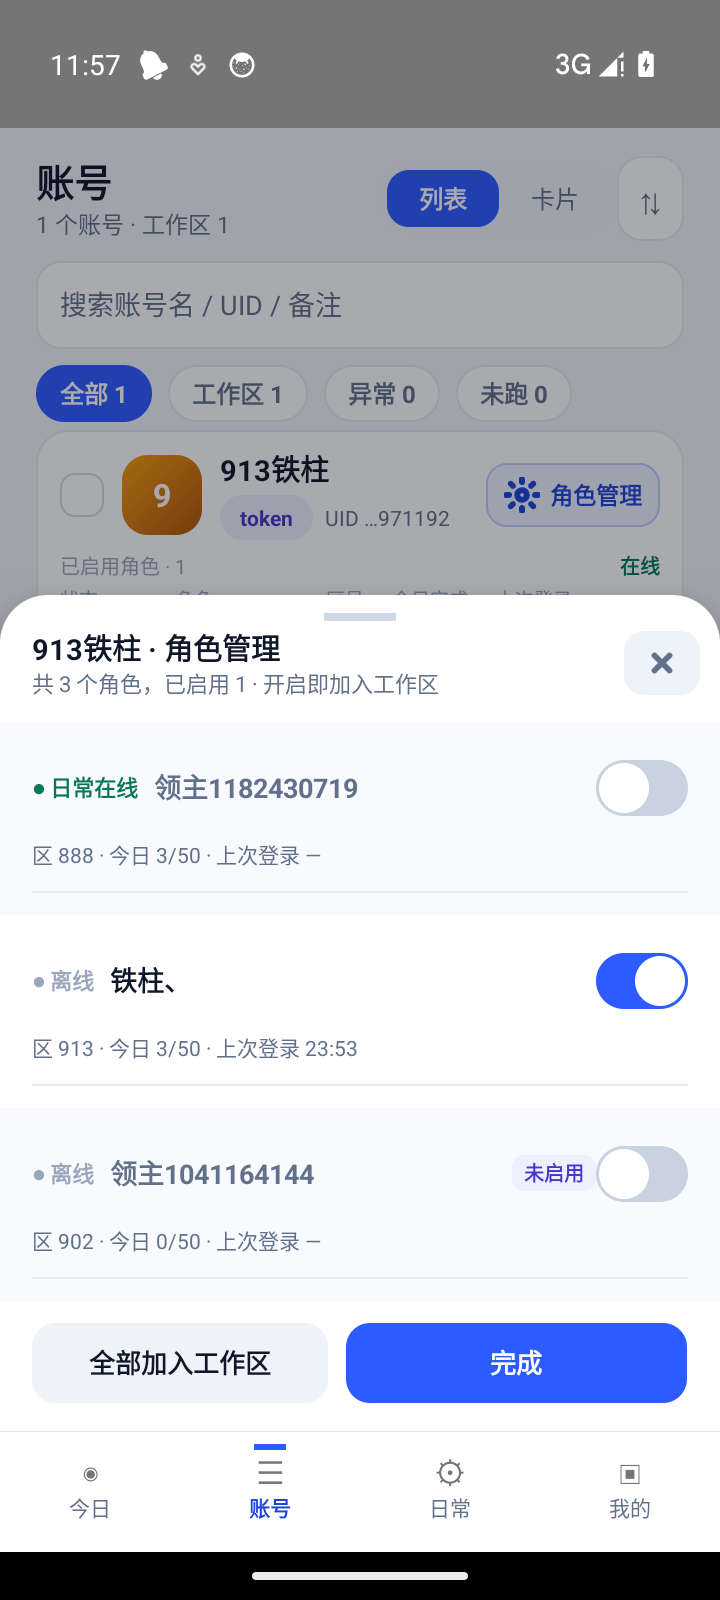 11:57
3G
账号
1 个账号 · 工作区 1
列表
卡片
搜索账号名 / UID / 备注
全部 1
工作区 1
异常 0
未跑 0
9
913铁柱
token
UID …971192
角色管理
已启用角色 · 1
在线
913铁柱 · 角色管理
共 3 个角色，已启用 1 · 开启即加入工作区
日常在线 领主1182430719
区 888 · 今日 3/50 · 上次登录 —
离线 铁柱、
区 913 · 今日 3/50 · 上次登录 23:53
离线 领主1041164144
未启用
区 902 · 今日 0/50 · 上次登录 —
全部加入工作区
完成
今日
账号
日常
我的